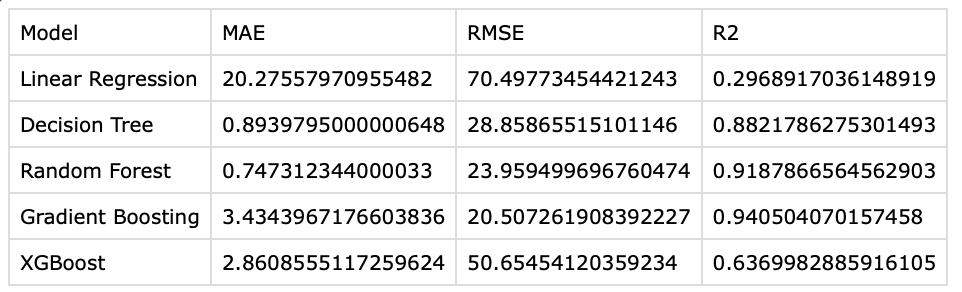 Model MAE RMSE R2
Linear Regression 20.27557970955482 70.49773454421243 0.2968917036148919
Decision Tree 0.8939795000000648 28.85865515101146 0.8821786275301493
Random Forest 0.747312344000033 23.959499696760474 0.9187866564562903
Gradient Boosting 3.4343967176603836 20.507261908392227 0.940504070157458
XGBoost 2.8608555117259624 50.65454120359234 0.6369982885916105